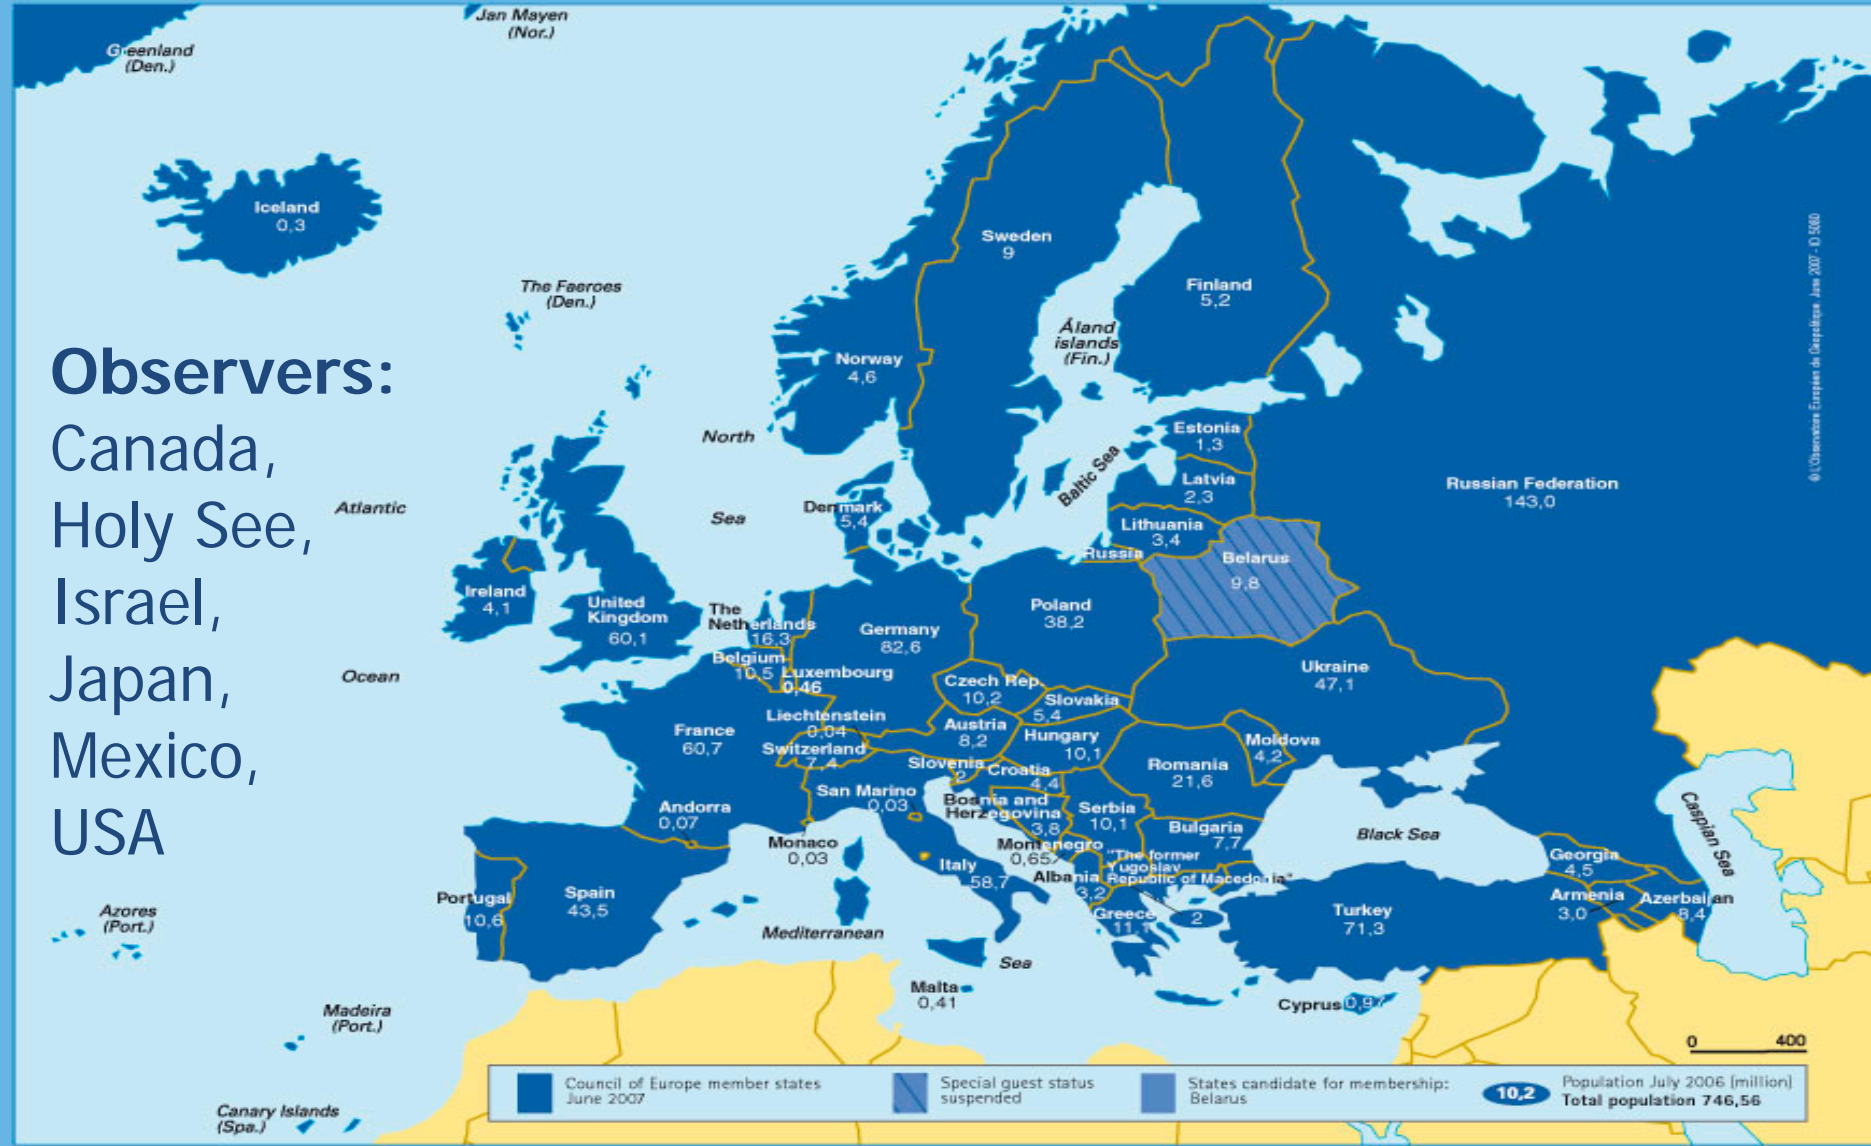 Jan Mayen
(Nor.)
Greenland
(Den.)
Iceland
0,3
The Faeroes
(Den.)
Sweden
9
Finland
5,2
Åland
islands
(Fin.)
Norway
4,6
Observers:
Canada,
Holy See,
Israel,
Japan,
Mexico,
USA
North
Sea
Atlantic
Ocean
Baltic Sea
Estonia
1,3
Latvia
2,3
Lithuania
3,4
Russia
Belarus
9,8
Russian Federation
143,0
© L'Observatoire Européen de Géopolitique June 2007 - ID 5060
Denmark
5,4
Ireland
4,1
United
Kingdom
60,1
The
Netherlands
16,3
Belgium
10,5
Luxembourg
0,46
Germany
82,6
Poland
38,2
Czech Rep.
10,2
Slovakia
5,4
Ukraine
47,1
France
60,7
Liechtenstein
0,04
Switzerland
7,4
Austria
8,2
Hungary
10,1
Moldova
4,2
Romania
21,6
Slovenia
2
Croatia
4,4
San Marino
0,03
Bosnia and
Herzegovina
3,8
Serbia
10,1
Bulgaria
7,7
Andorra
0,07
Monaco
0,03
Italy
58,7
Montenegro
0,65
Albania
3,2
"The former
Yugoslav
Republic of Macedonia"
2
Black Sea
Caspian Sea
Georgia
4,5
Armenia
3,0
Azerbaijan
8,4
Portugal
10,6
Spain
43,5
Greece
11,1
Turkey
71,3
Azores
(Port.)
Mediterranean
Sea
Malta
0,41
Cyprus 0,87
Madeira
(Port.)
Canary Islands
(Spa.)
0 400
Council of Europe member states
June 2007
Special guest status
suspended
States candidate for membership:
Belarus
10,2
Population July 2006 (million)
Total population 746,56